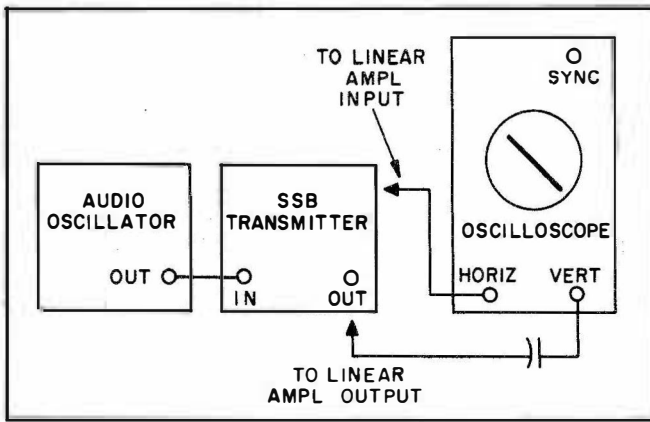 TO LINEAR
AMPL
INPUT
SYNC
AUDIO
OSCILLATOR
OUT
SSB
TRANSMITTER
IN
OUT
OSCILLOSCOPE
HORIZ
VERT
TO LINEAR
AMPL OUTPUT